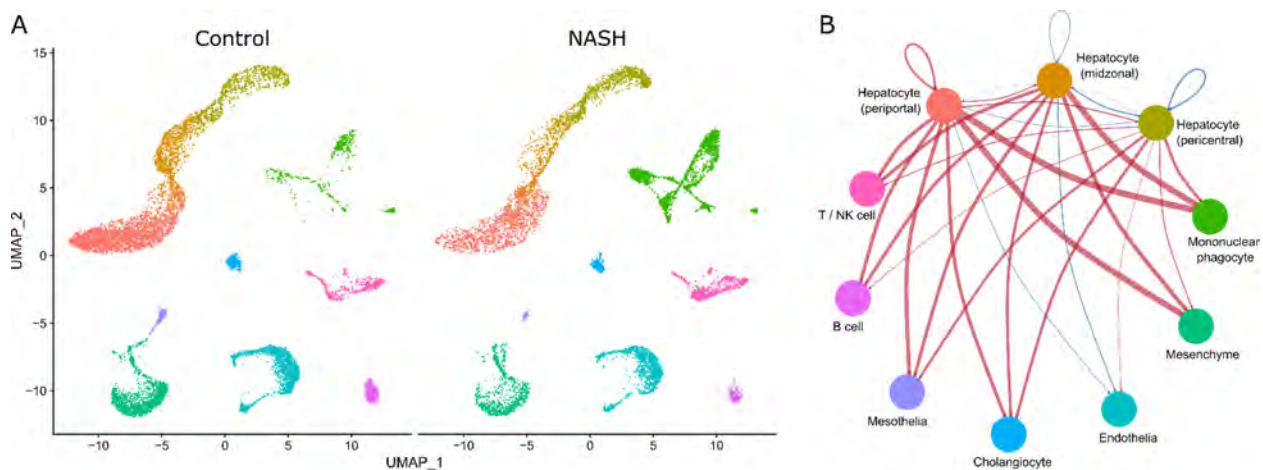 A
Control
NASH
15
10
5
0
−5
−10
UMAP_2
−10
−5
0
5
10
−10
−5
0
5
10
UMAP_1
B
Hepatocyte
(midzonal)
Hepatocyte
(periportal)
Hepatocyte
(pericentral)
T / NK cell
Mononuclear
phagocyte
B cell
Mesenchyme
Mesothelia
Endothelia
Cholangiocyte